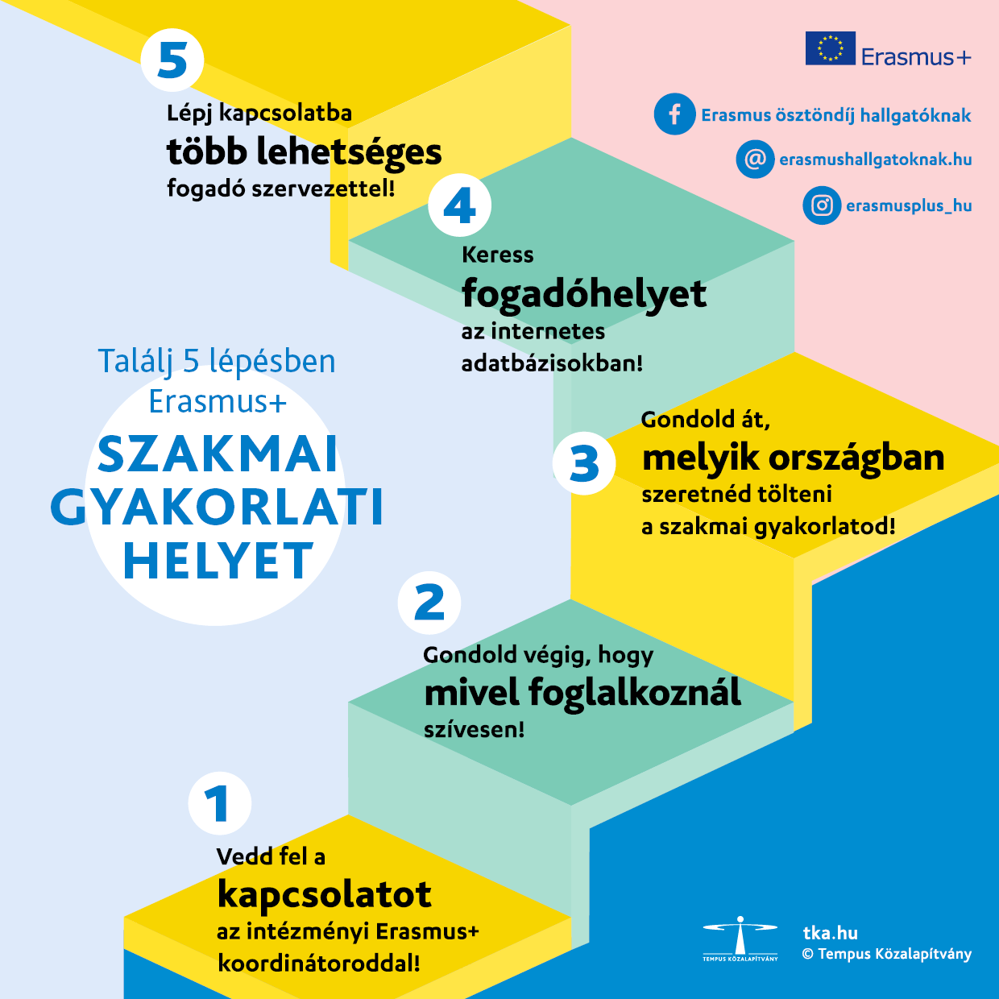 Erasmus+
Erasmus ösztöndíj hallgatóknak
erasmushallgatoknak.hu
erasmusplus_hu
Találj 5 lépésben
Erasmus+
SZAKMAI
GYAKORLATI
HELYET
5
Lépj kapcsolatba
több lehetséges
fogadó szervezettel!
4
Keress
fogadóhelyet
az internetes
adatbázisokban!
3
Gondold át,
melyik országban
szeretnéd tölteni
a szakmai gyakorlatod!
2
Gondold végig, hogy
mivel foglalkoznál
szívesen!
1
Vedd fel a
kapcsolatot
az intézményi Erasmus+
koordinátoroddal!
TEMPUS KÖZALAPÍTVÁNY
tka.hu
© Tempus Közalapítvány